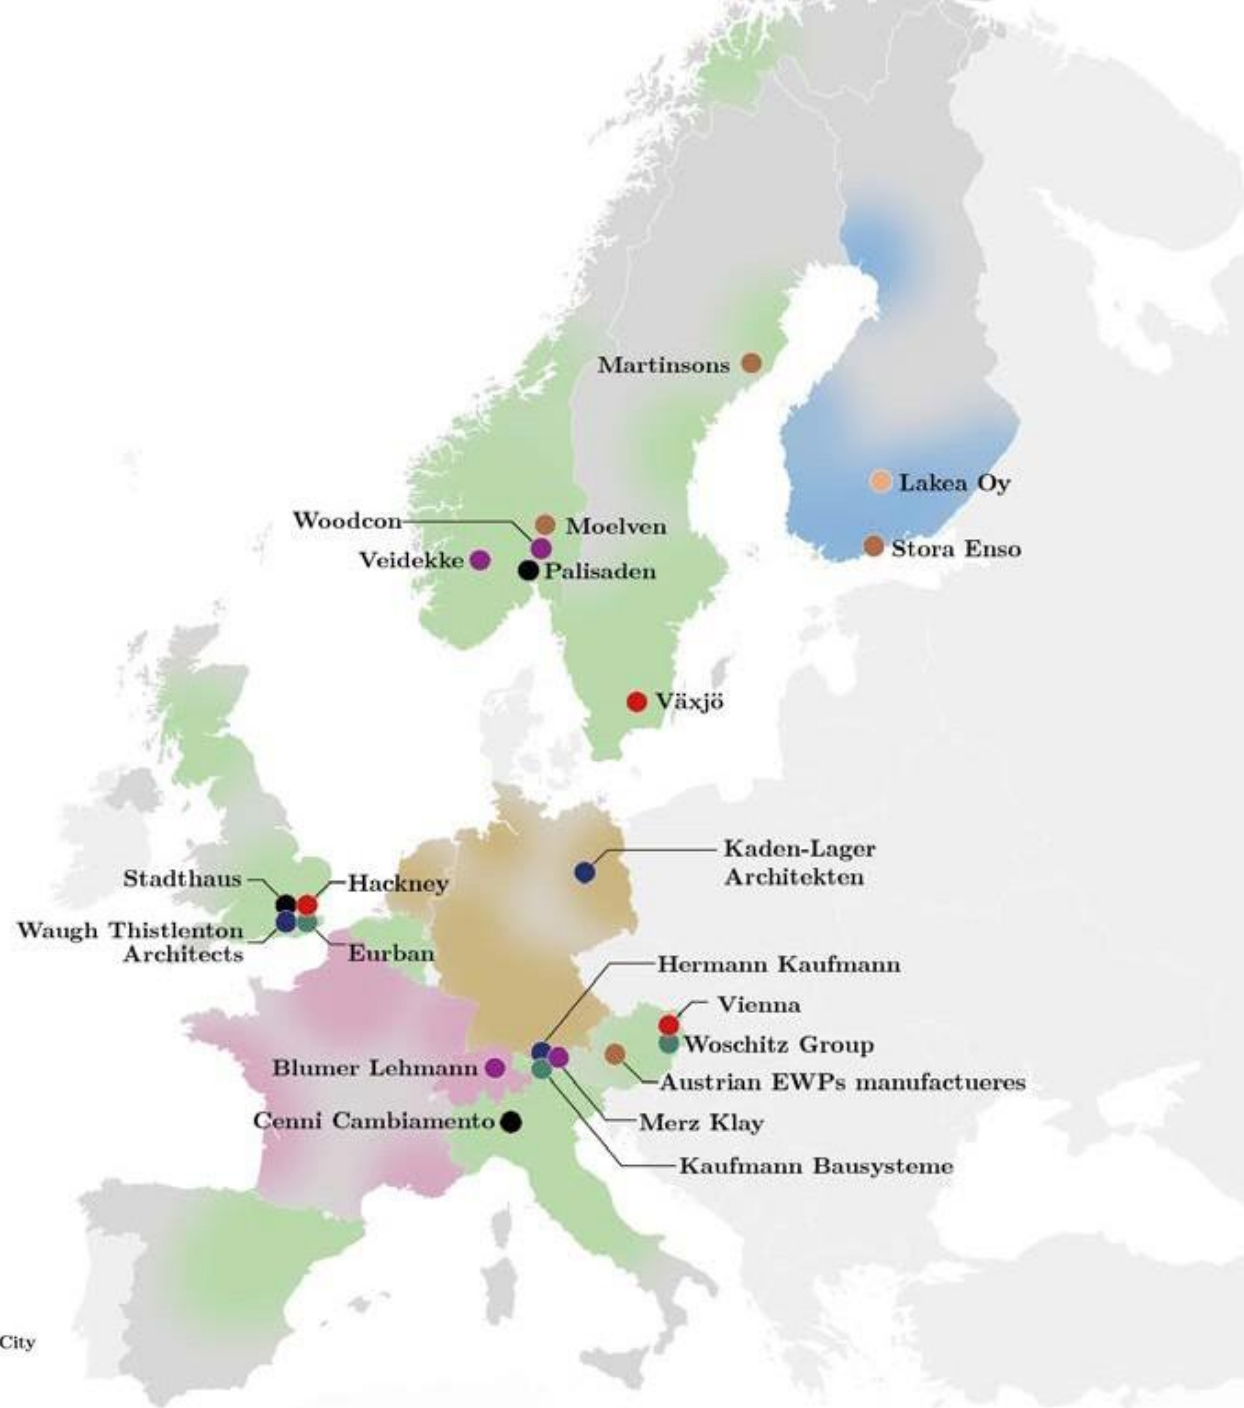 Martinsons
Lakea Oy
Woodcon
Moelven
Stora Enso
Veidekke
Palisaden
Växjö
Kaden-Lager
Architekten
Stadthaus
Hackney
Waugh Thistlenton
Architects
Eurban
Hermann Kaufmann
Vienna
Woschitz Group
Blumer Lehmann
Austrian EWPs manufactueres
Cenni Cambiamento
Merz Klay
Kaufmann Bausysteme
City